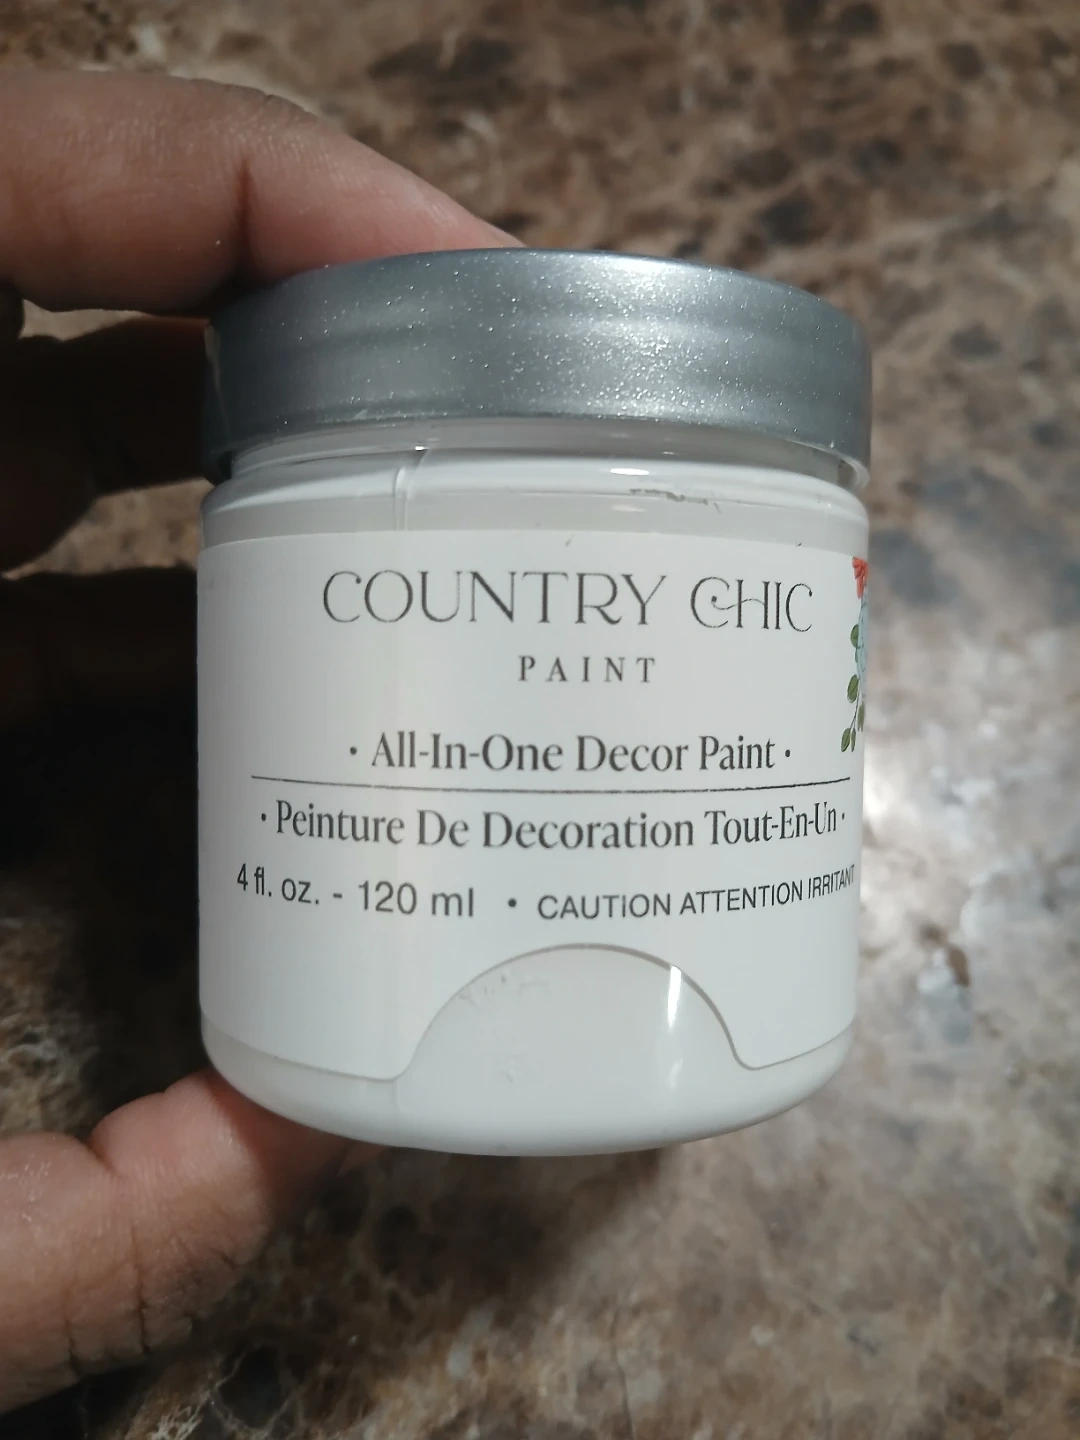 COUNTRY CHIC
PAINT
· All-In-One Decor Paint ·
· Peinture De Decoration Tout-En-Un ·
4 fl. oz. - 120 ml • CAUTION ATTENTION IRRITANT